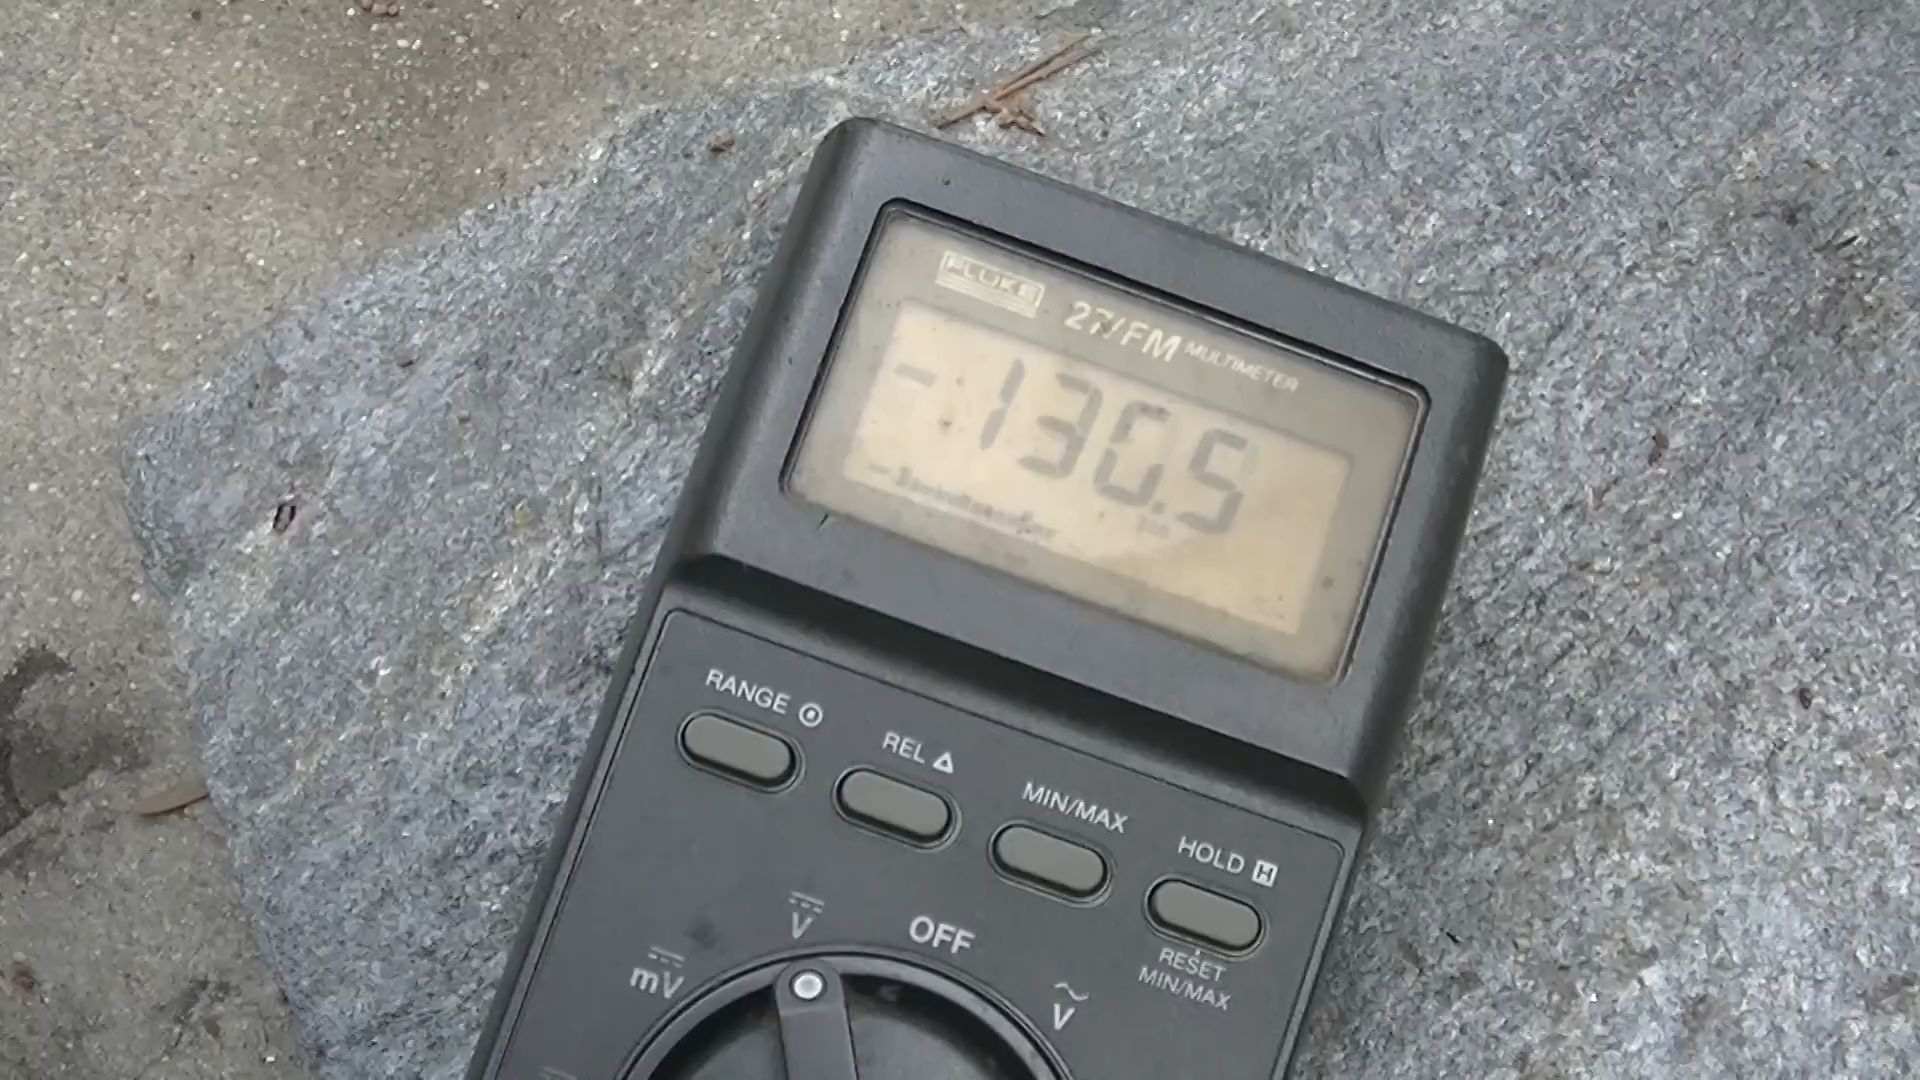 FLUKE
27/FM MULTIMETER
-130.5
RANGE
REL
MIN/MAX
HOLD H
RESET
MIN/MAX
mV
V
OFF
V